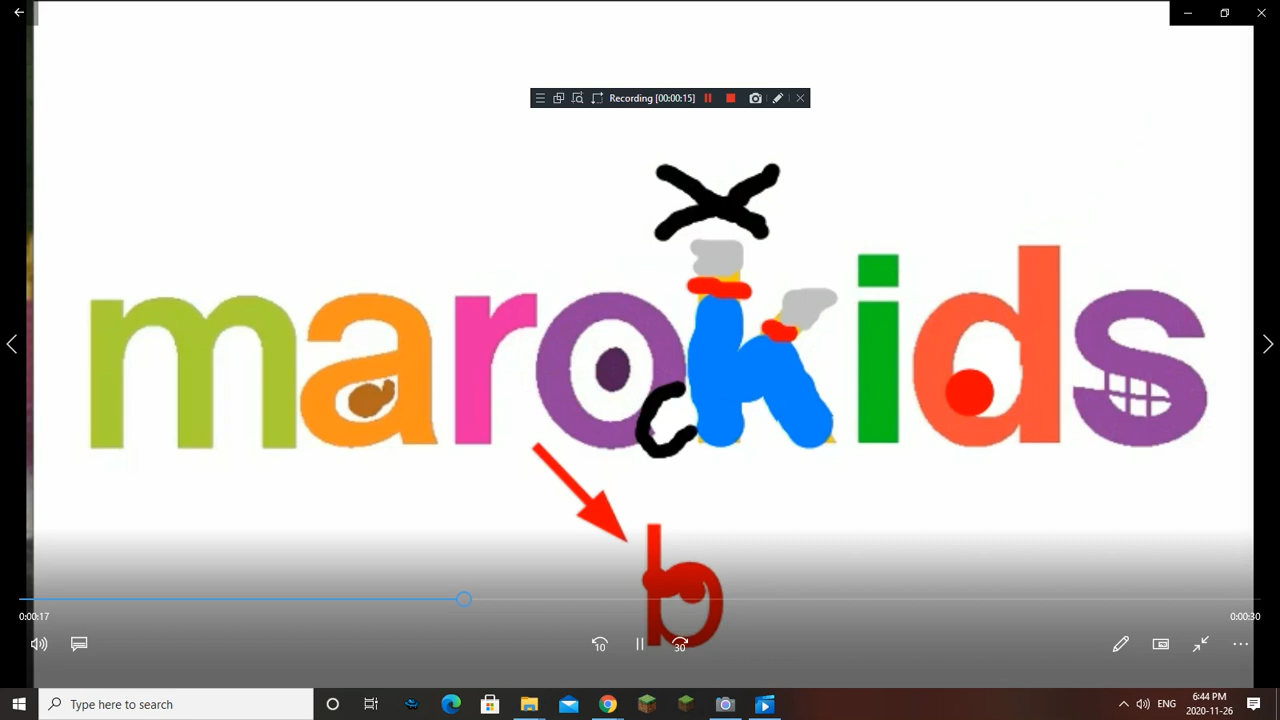 Recording [00:00:15]
marokids
c
b
0:00:17
0:00:30
10
30
Type here to search
ENG
6:44 PM
2020-11-26